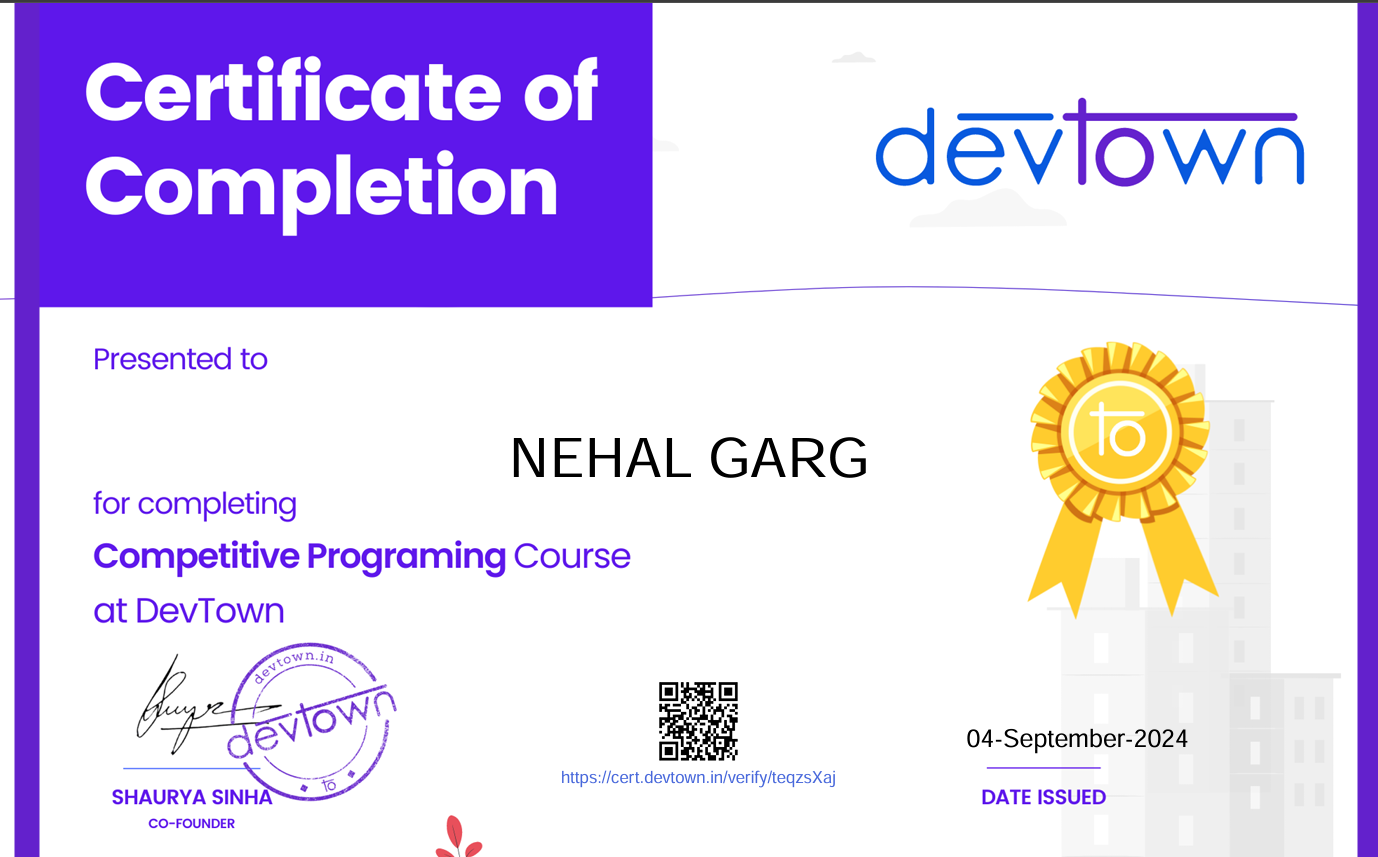 Certificate of
Completion
devtown
Presented to
to
NEHAL GARG
for completing
Competitive Programing Course
at DevTown
devtown.in
devtown
to
https://cert.devtown.in/verify/teqzsXaj
04-September-2024
SHAURYA SINHA
CO-FOUNDER
DATE ISSUED